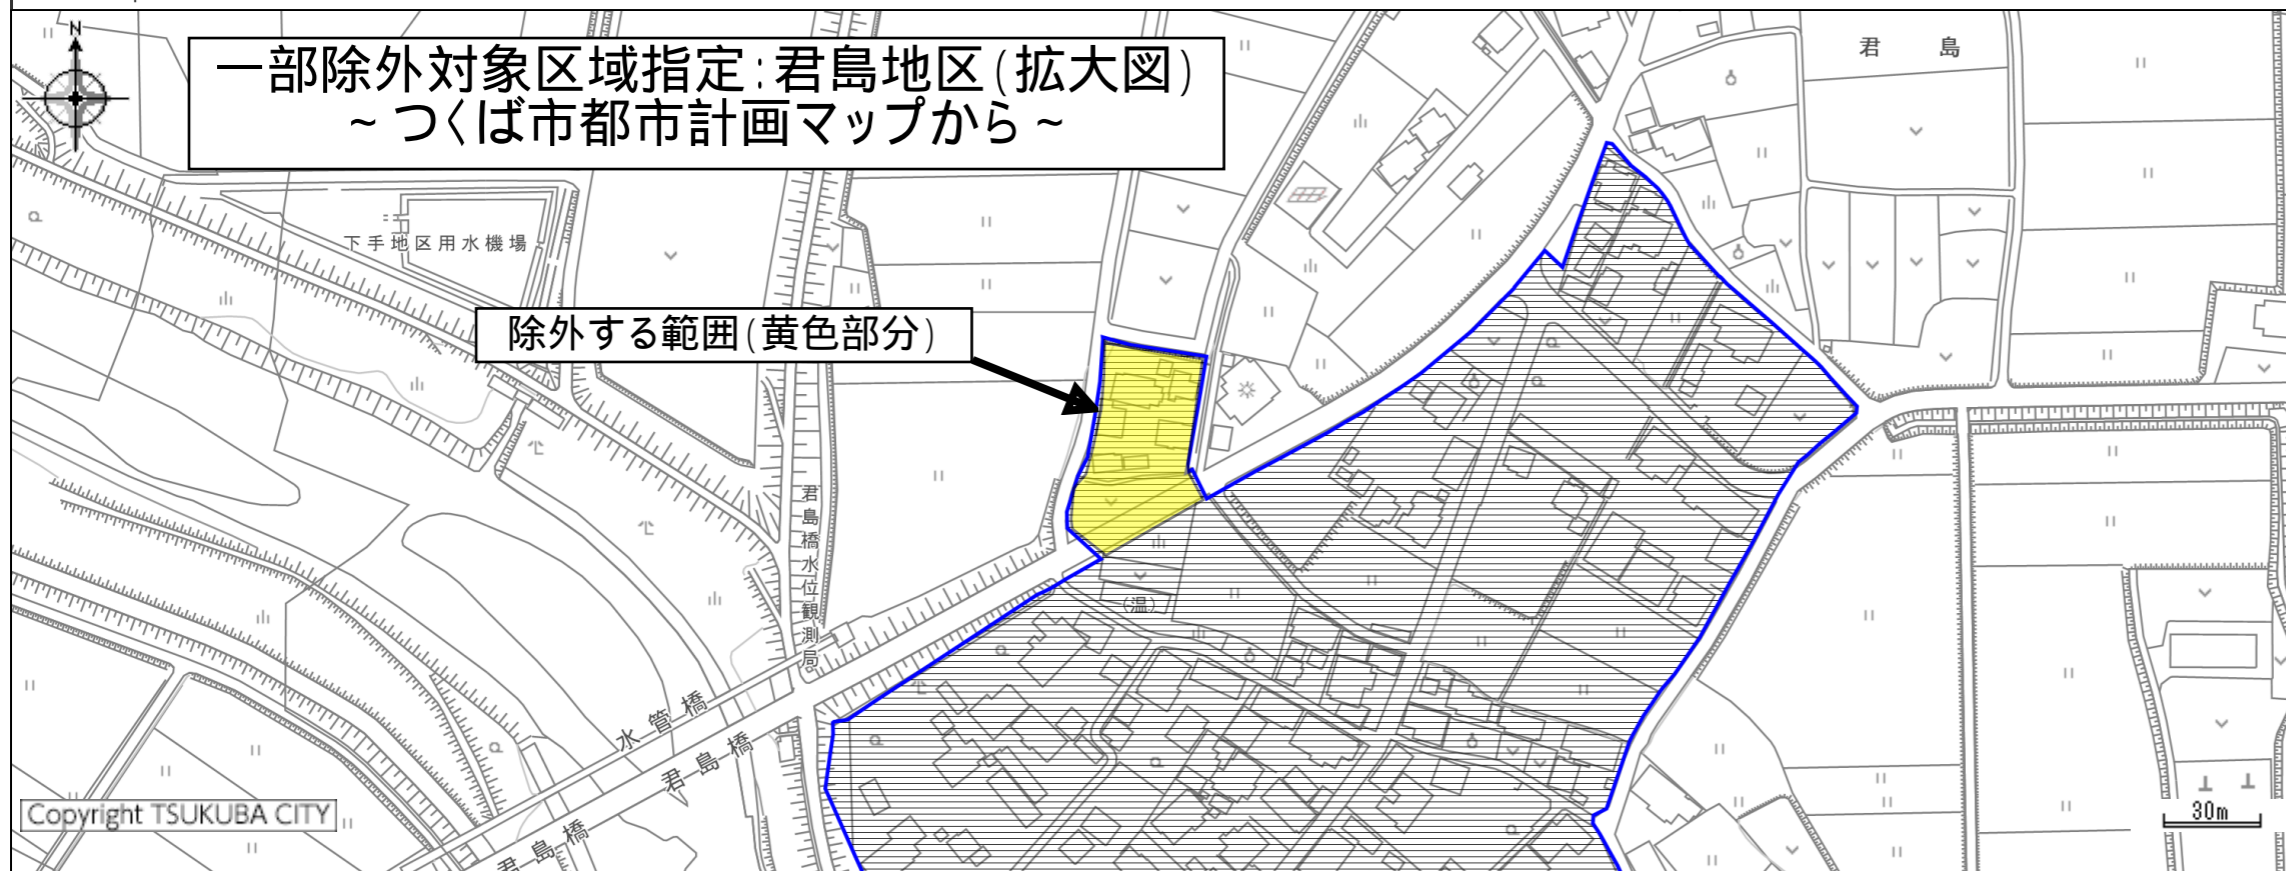 N
一部除外対象区域指定:君島地区(拡大図)
~つくば市都市計画マップから~
君 島
下手地区用水機場
除外する範囲(黄色部分)
君島橋水位観測局
(温)
水管橋
君島橋
君島橋
Copyright TSUKUBA CITY
30m